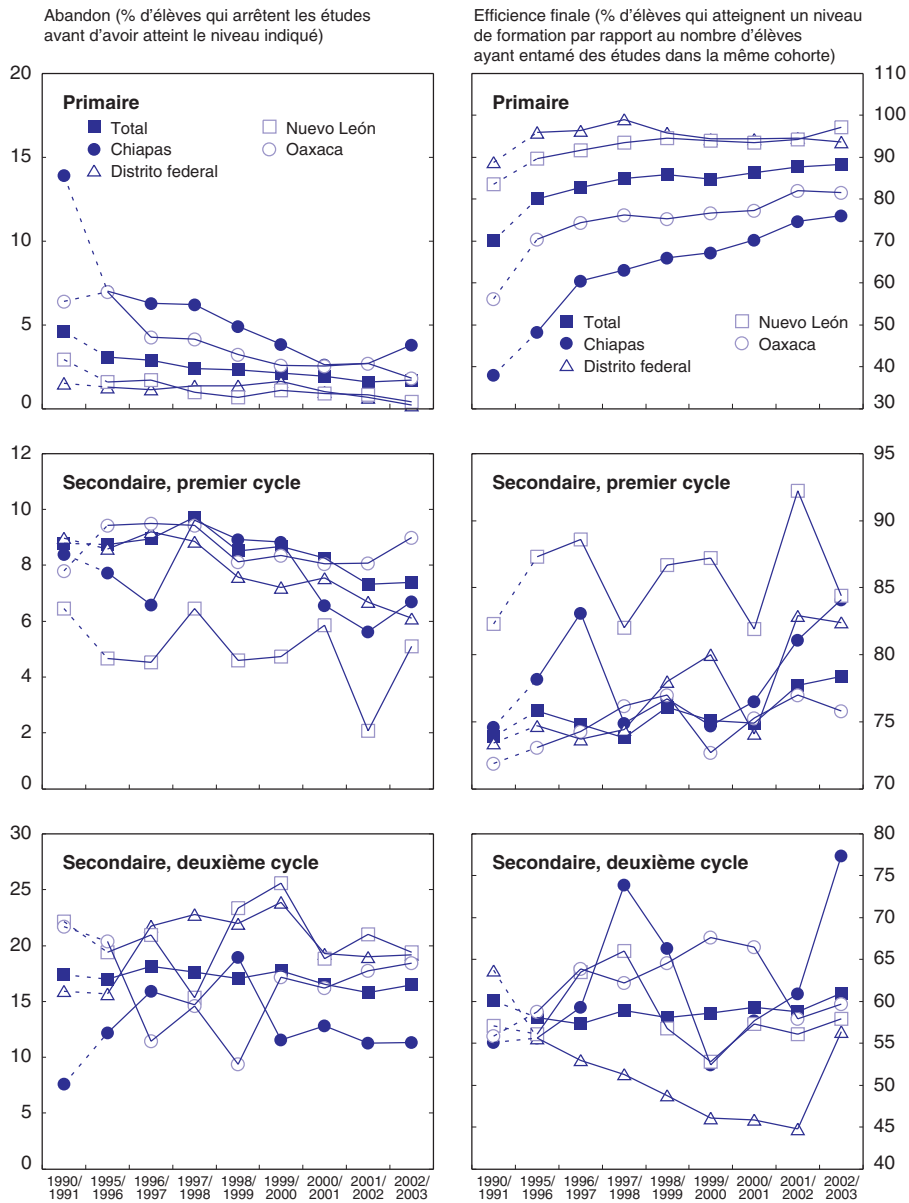 Abandon (% d'élèves qui arrêtent les études
avant d'avoir atteint le niveau indiqué)
Efficience finale (% d'élèves qui atteignent un niveau
de formation par rapport au nombre d'élèves
ayant entamé des études dans la même cohorte)
20
15
10
5
0
Primaire
Total
Chiapas
Distrito federal
Nuevo León
Oaxaca
Primaire
Total
Chiapas
Distrito federal
Nuevo León
Oaxaca
110
100
90
80
70
60
50
40
30
12
10
8
6
4
2
0
Secondaire, premier cycle
Secondaire, premier cycle
95
90
85
80
75
70
30
25
20
15
10
5
0
Secondaire, deuxième cycle
Secondaire, deuxième cycle
80
75
70
65
60
55
50
45
40
1990/ 1995/ 1996/ 1997/ 1998/ 1999/ 2000/ 2001/ 2002/
1991 1996 1997 1998 1999 2000 2001 2002 2003
1990/ 1995/ 1996/ 1997/ 1998/ 1999/ 2000/ 2001/ 2002/
1991 1996 1997 1998 1999 2000 2001 2002 2003